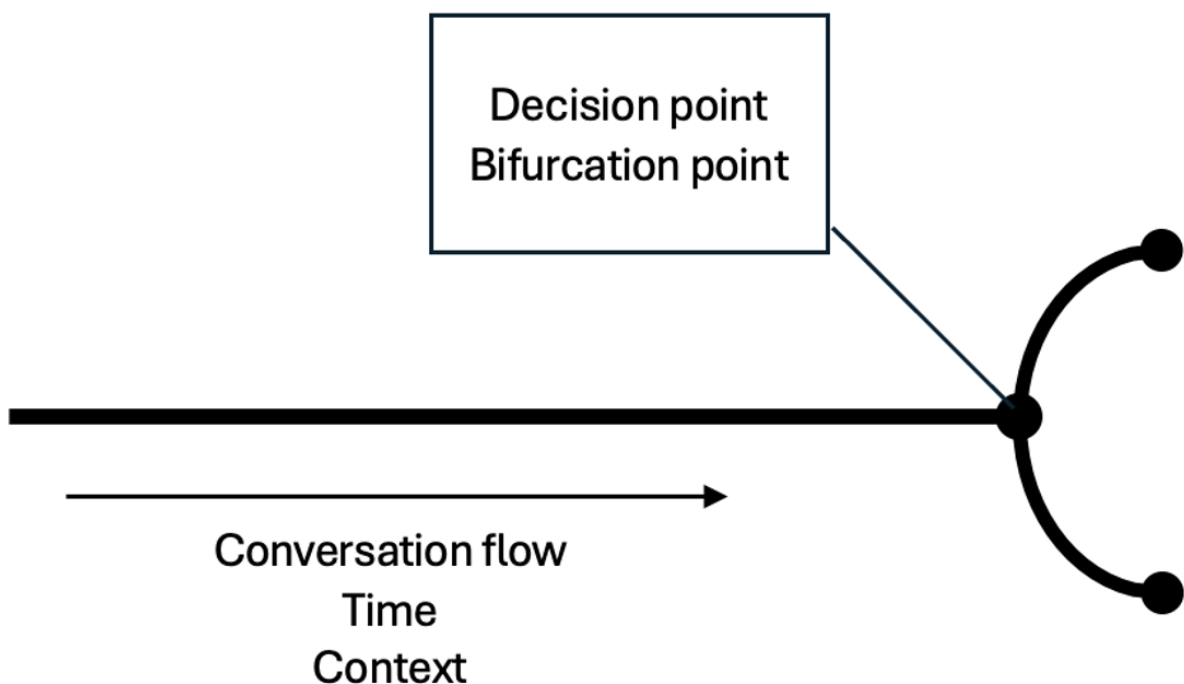 Decision point
Bifurcation point
Conversation flow
Time
Context